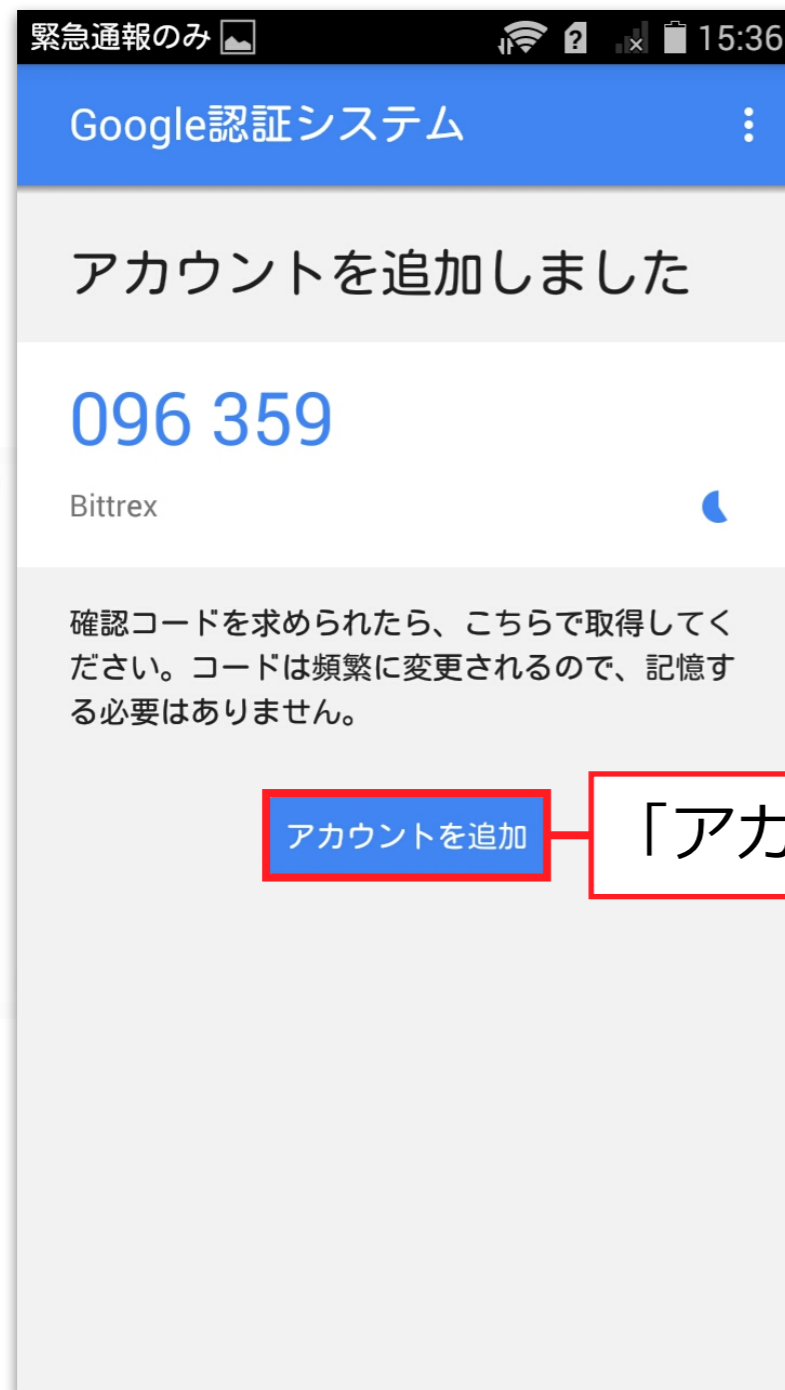 緊急通報のみ 15:36
Google認証システム
アカウントを追加しました
096 359
Bittrex
確認コードを求められたら、こちらで取得してく
ださい。コードは頻繁に変更されるので、記憶す
る必要はありません。
アカウントを追加
「アカ